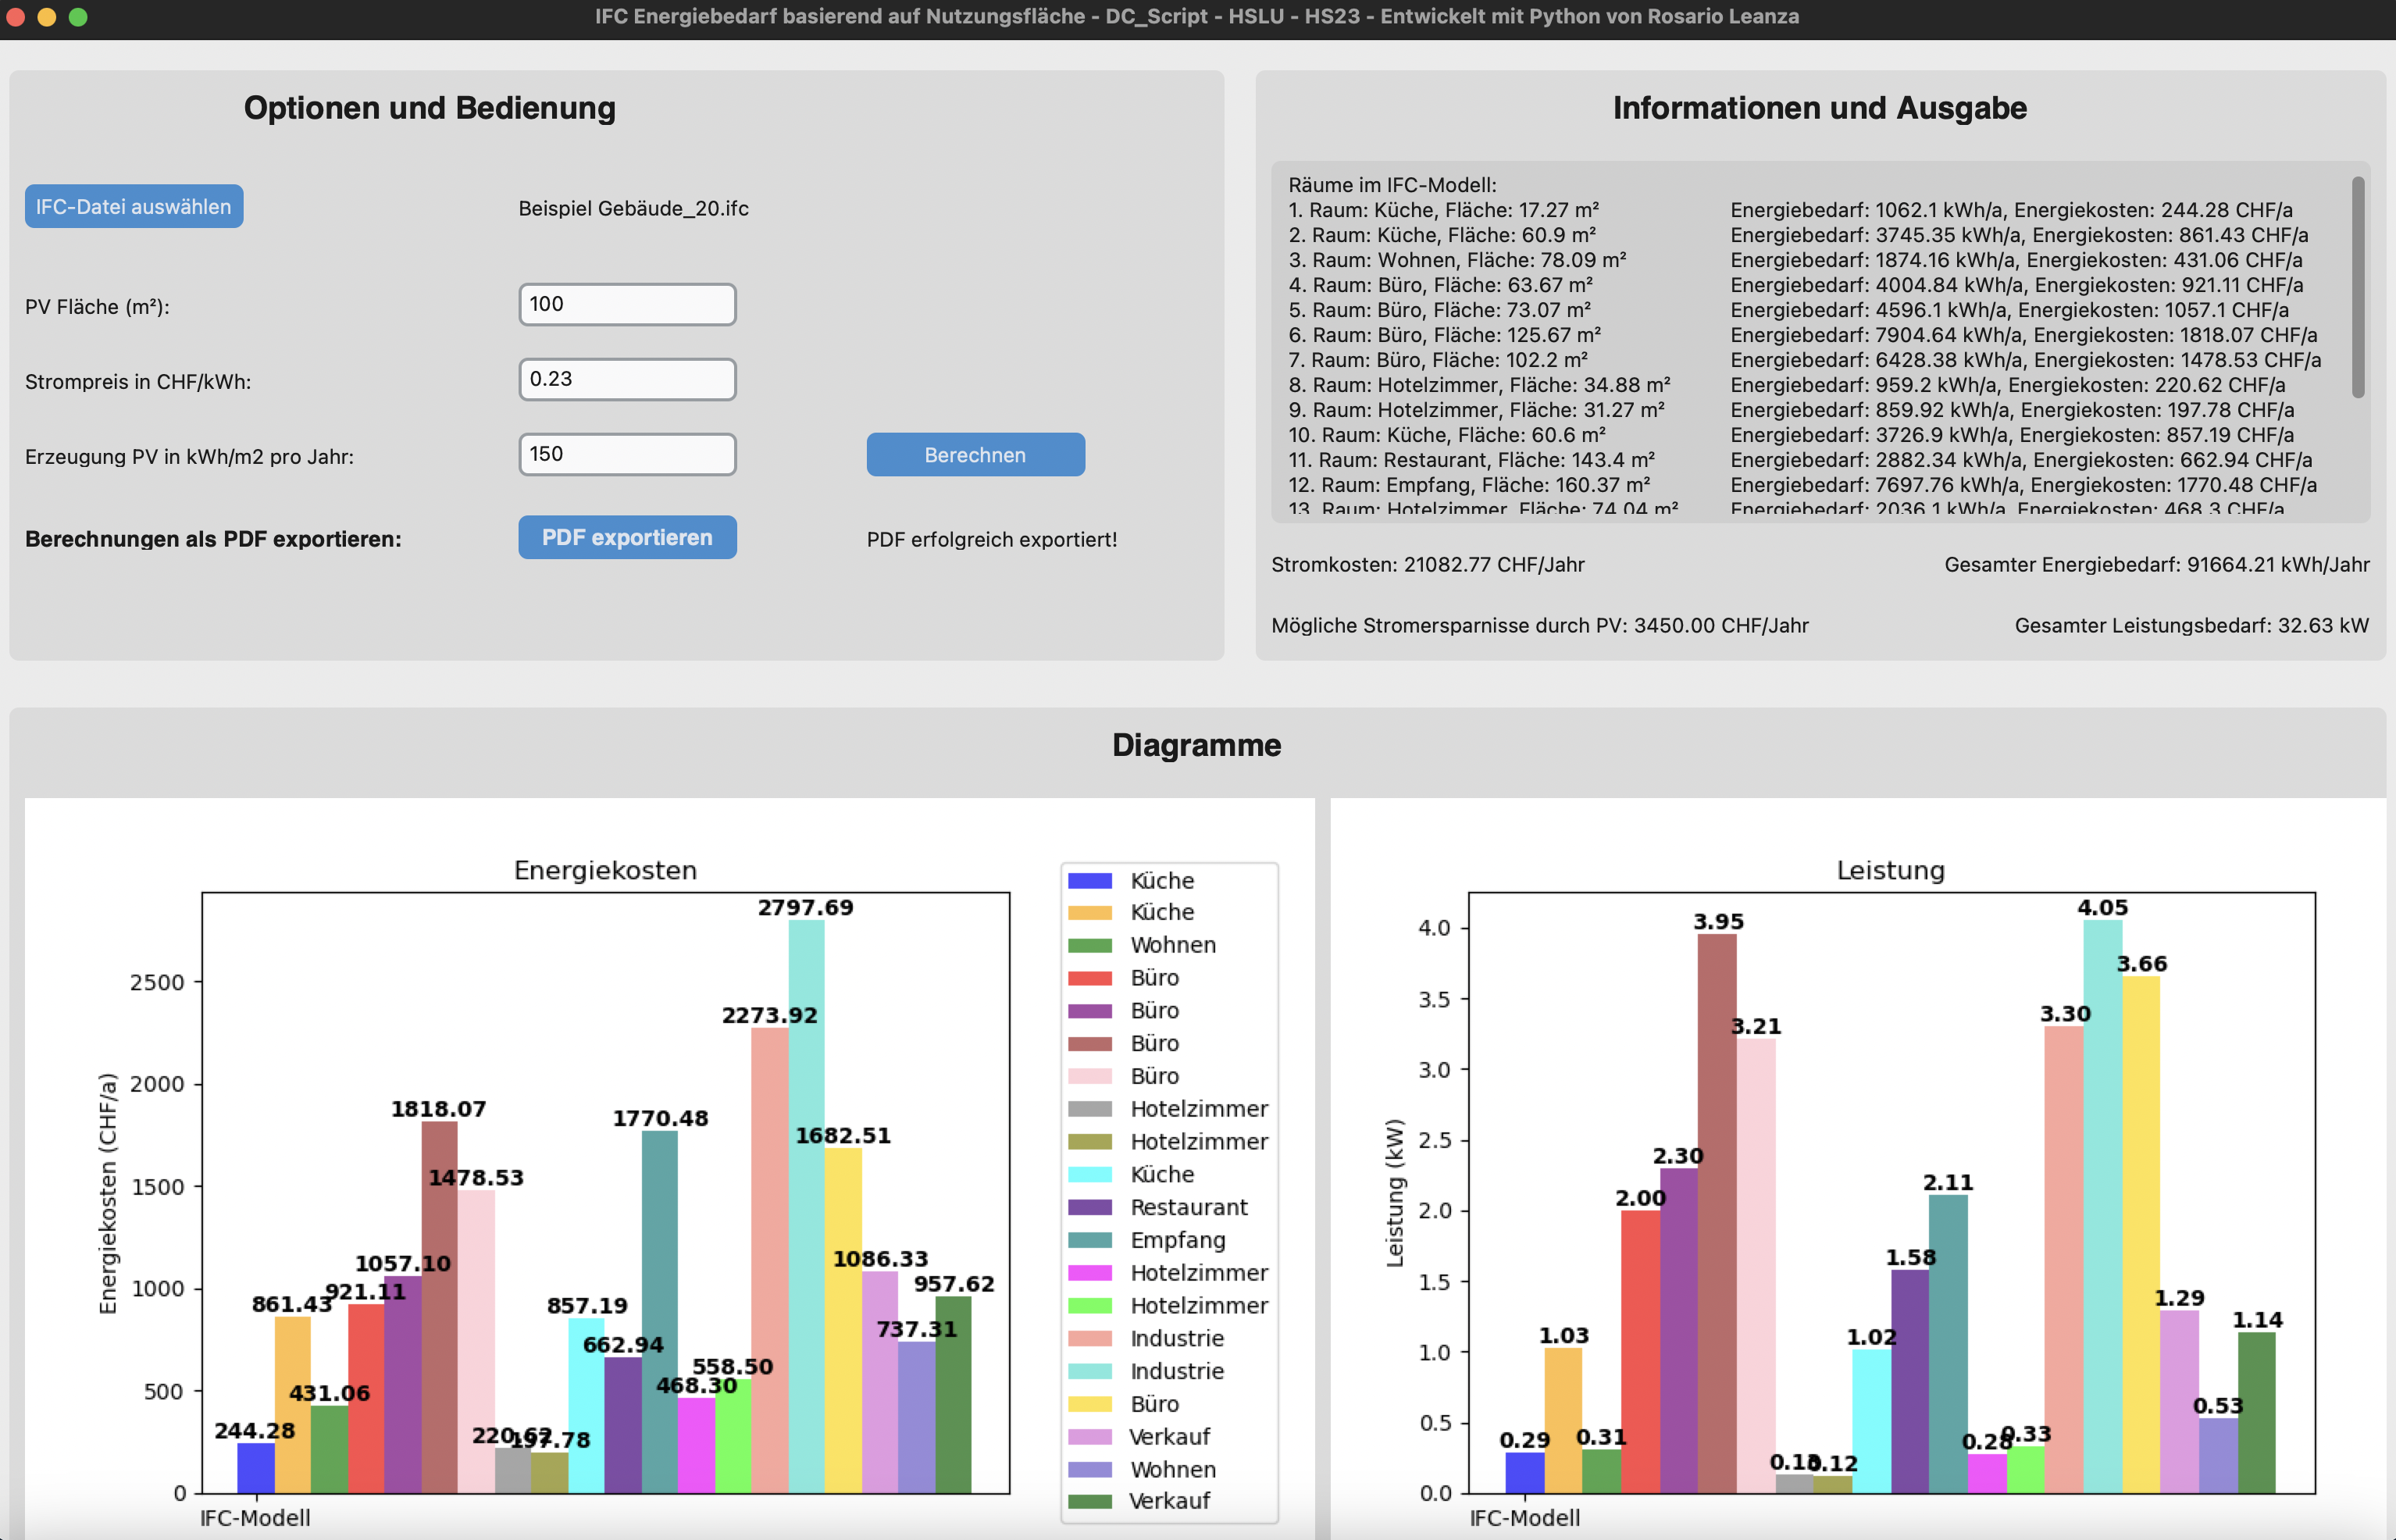 IFC Energiebedarf basierend auf Nutzungsfläche - DC_Script - HSLU - HS23 - Entwickelt mit Python von Rosario Leanza
Optionen und Bedienung
IFC-Datei auswählen
Beispiel Gebäude_20.ifc
PV Fläche (m²):
100
Strompreis in CHF/kWh:
0.23
Erzeugung PV in kWh/m2 pro Jahr:
150
Berechnen
Berechnungen als PDF exportieren:
PDF exportieren
PDF erfolgreich exportiert!
Informationen und Ausgabe
Räume im IFC-Modell:
1. Raum: Küche, Fläche: 17.27 m² Energiebedarf: 1062.1 kWh/a, Energiekosten: 244.28 CHF/a
2. Raum: Küche, Fläche: 60.9 m² Energiebedarf: 3745.35 kWh/a, Energiekosten: 861.43 CHF/a
3. Raum: Wohnen, Fläche: 78.09 m² Energiebedarf: 1874.16 kWh/a, Energiekosten: 431.06 CHF/a
4. Raum: Büro, Fläche: 63.67 m² Energiebedarf: 4004.84 kWh/a, Energiekosten: 921.11 CHF/a
5. Raum: Büro, Fläche: 73.07 m² Energiebedarf: 4596.1 kWh/a, Energiekosten: 1057.1 CHF/a
6. Raum: Büro, Fläche: 125.67 m² Energiebedarf: 7904.64 kWh/a, Energiekosten: 1818.07 CHF/a
7. Raum: Büro, Fläche: 102.2 m² Energiebedarf: 6428.38 kWh/a, Energiekosten: 1478.53 CHF/a
8. Raum: Hotelzimmer, Fläche: 34.88 m² Energiebedarf: 959.2 kWh/a, Energiekosten: 220.62 CHF/a
9. Raum: Hotelzimmer, Fläche: 31.27 m² Energiebedarf: 859.92 kWh/a, Energiekosten: 197.78 CHF/a
10. Raum: Küche, Fläche: 60.6 m² Energiebedarf: 3726.9 kWh/a, Energiekosten: 857.19 CHF/a
11. Raum: Restaurant, Fläche: 143.4 m² Energiebedarf: 2882.34 kWh/a, Energiekosten: 662.94 CHF/a
12. Raum: Empfang, Fläche: 160.37 m² Energiebedarf: 7697.76 kWh/a, Energiekosten: 1770.48 CHF/a
13. Raum: Hotelzimmer, Fläche: 74.04 m² Energiebedarf: 2036.1 kWh/a, Energiekosten: 468.3 CHF/a
Stromkosten: 21082.77 CHF/Jahr
Gesamter Energiebedarf: 91664.21 kWh/Jahr
Mögliche Stromersparnisse durch PV: 3450.00 CHF/Jahr
Gesamter Leistungsbedarf: 32.63 kW
Diagramme
Energiekosten
Energiekosten (CHF/a)
2500
2000
1500
1000
500
0
244.28
861.43
431.06
921.11
1057.10
1818.07
1478.53
220.62
197.78
857.19
662.94
1770.48
468.30
558.50
2273.92
2797.69
1682.51
1086.33
737.31
957.62
IFC-Modell
Küche
Küche
Wohnen
Büro
Büro
Büro
Büro
Hotelzimmer
Hotelzimmer
Küche
Restaurant
Empfang
Hotelzimmer
Hotelzimmer
Industrie
Industrie
Büro
Verkauf
Wohnen
Verkauf
Leistung
Leistung (kW)
4.0
3.5
3.0
2.5
2.0
1.5
1.0
0.5
0.0
0.29
1.03
0.31
2.00
2.30
3.95
3.21
0.13
0.12
1.02
1.58
2.11
0.28
0.33
3.30
4.05
3.66
1.29
0.53
1.14
IFC-Modell